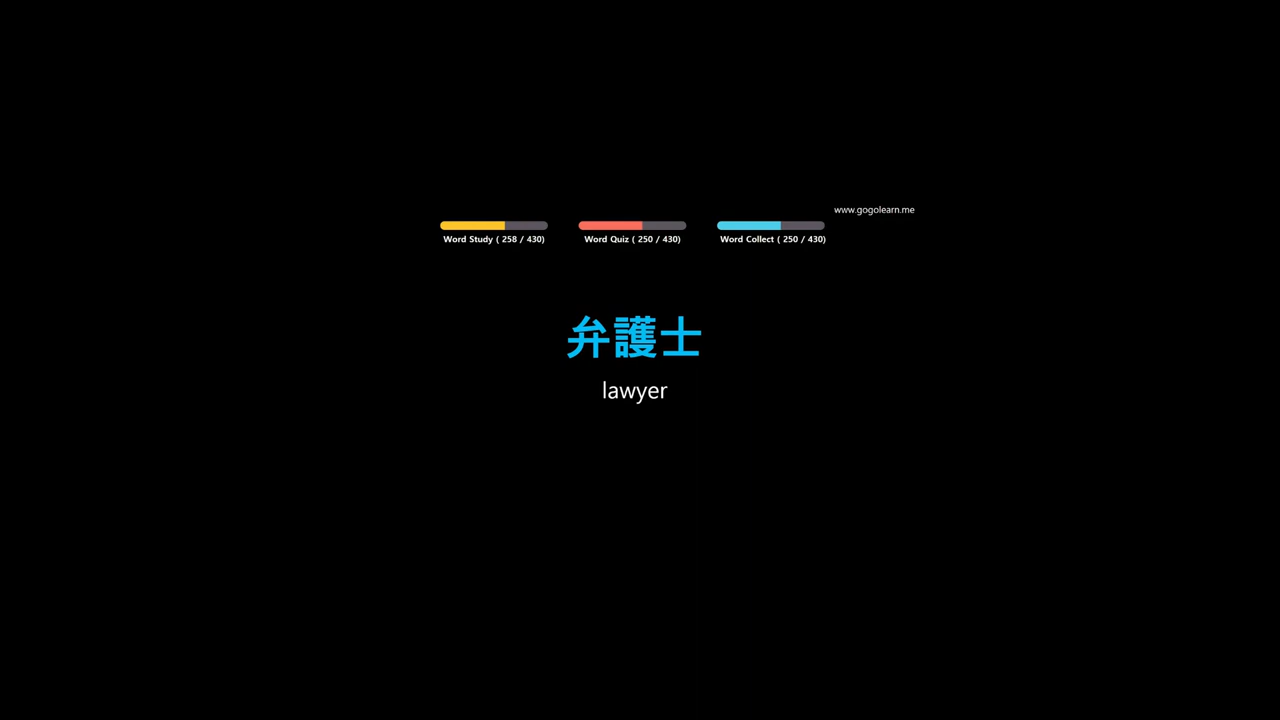 www.gogolearn.me
Word Study ( 258 / 430) Word Quiz ( 250 / 430) Word Collect ( 250 / 430)
弁護士
lawyer